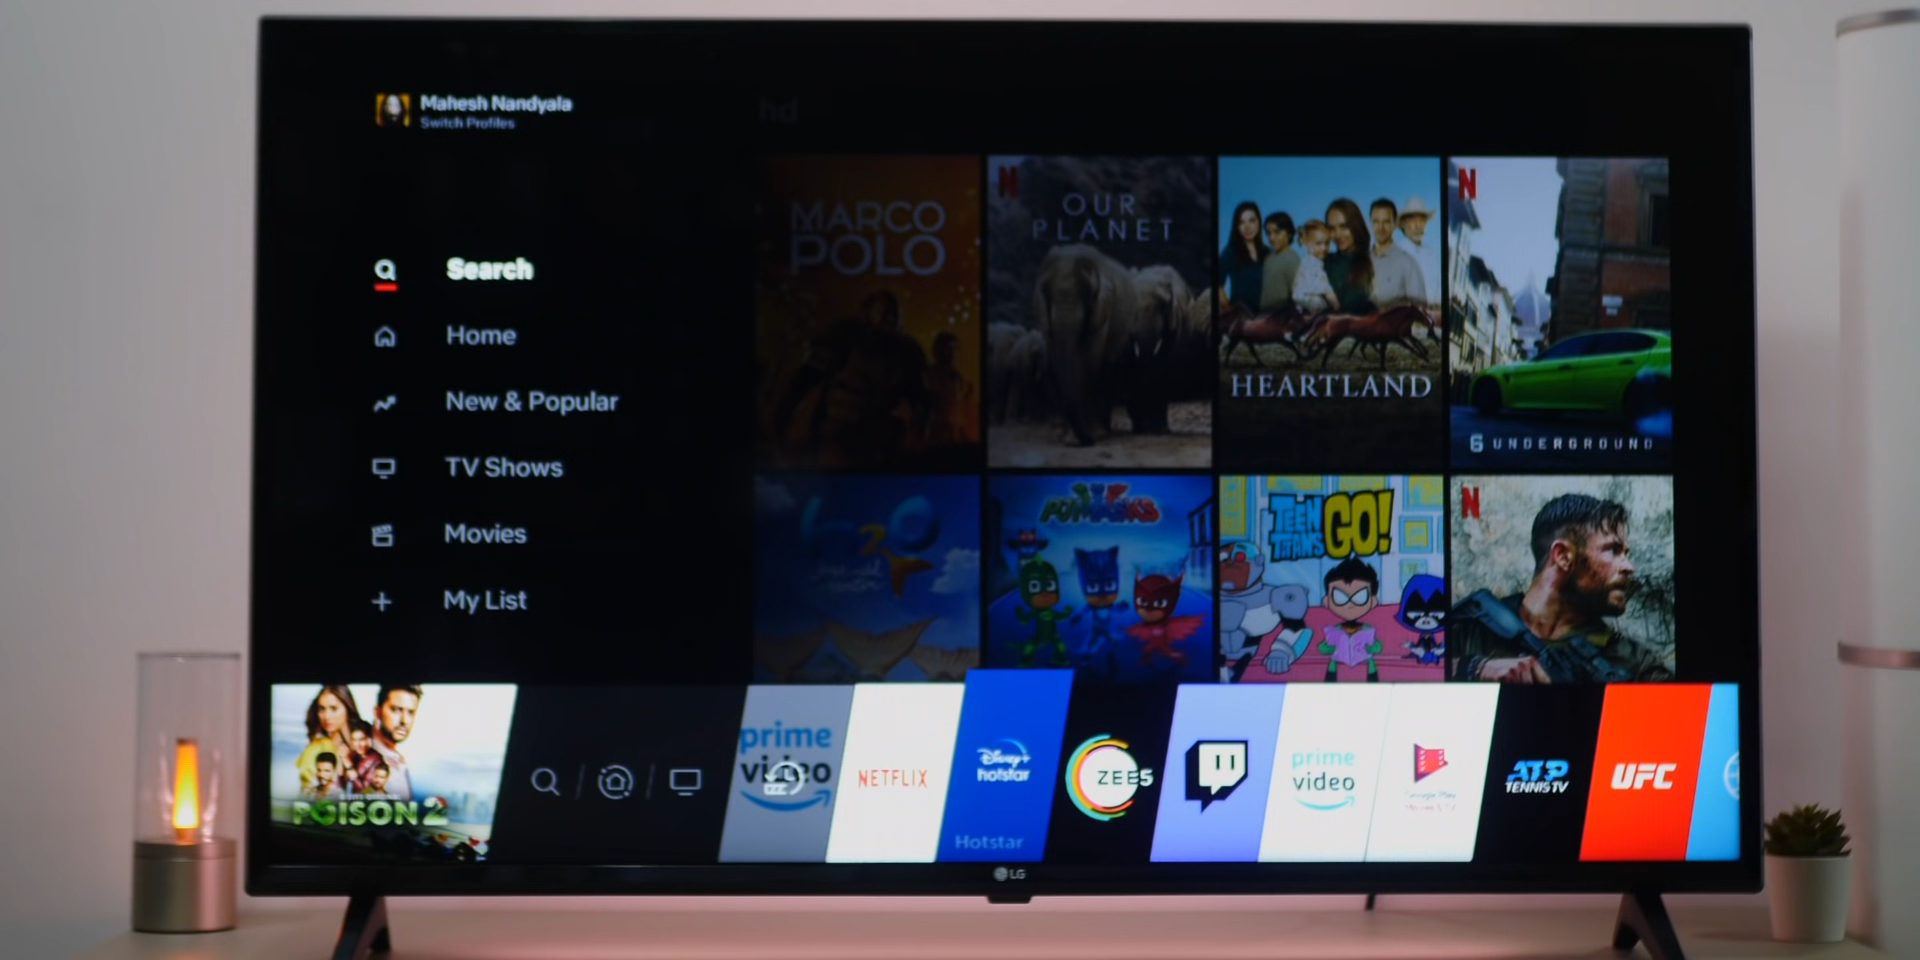 Mahesh Nandyala
Switch Profiles
hd
Search
Home
New & Popular
TV Shows
Movies
My List
MARCO
POLO
N
OUR
PLANET
HEARTLAND
N
6 UNDERGROUND
H2O
PJ MASKS
TEEN
TITANS GO!
N
POISON 2
prime
video
NETFLIX
Disney+
hotstar
Hotstar
ZEE5
prime
video
ATP
TENNIS TV
UFC
LG